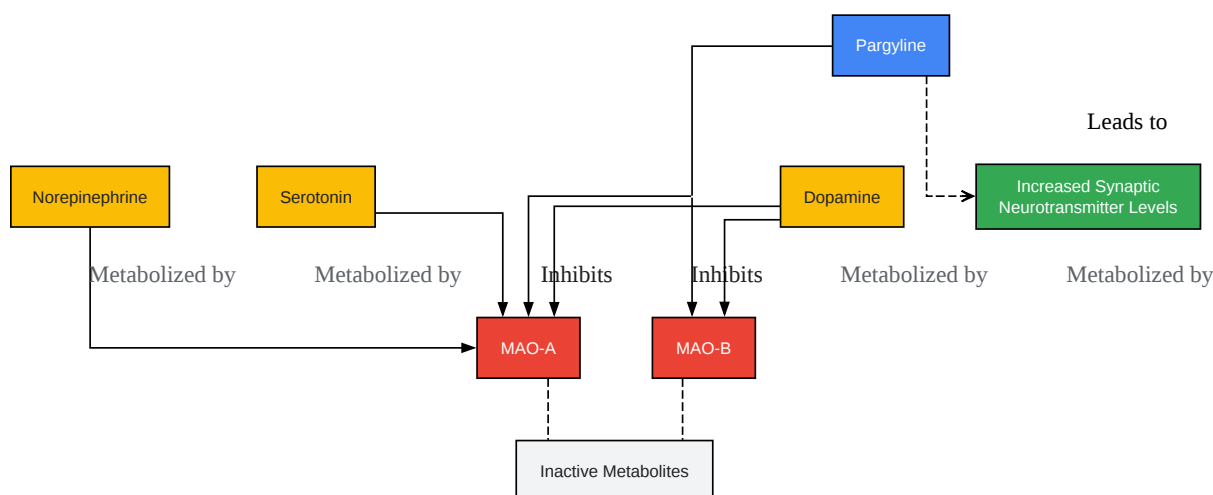 Pargyline
Leads to
Norepinephrine
Serotonin
Dopamine
Increased Synaptic
Neurotransmitter Levels
Metabolized by
Metabolized by
Inhibits
Inhibits
Metabolized by
Metabolized by
MAO-A
MAO-B
Inactive Metabolites